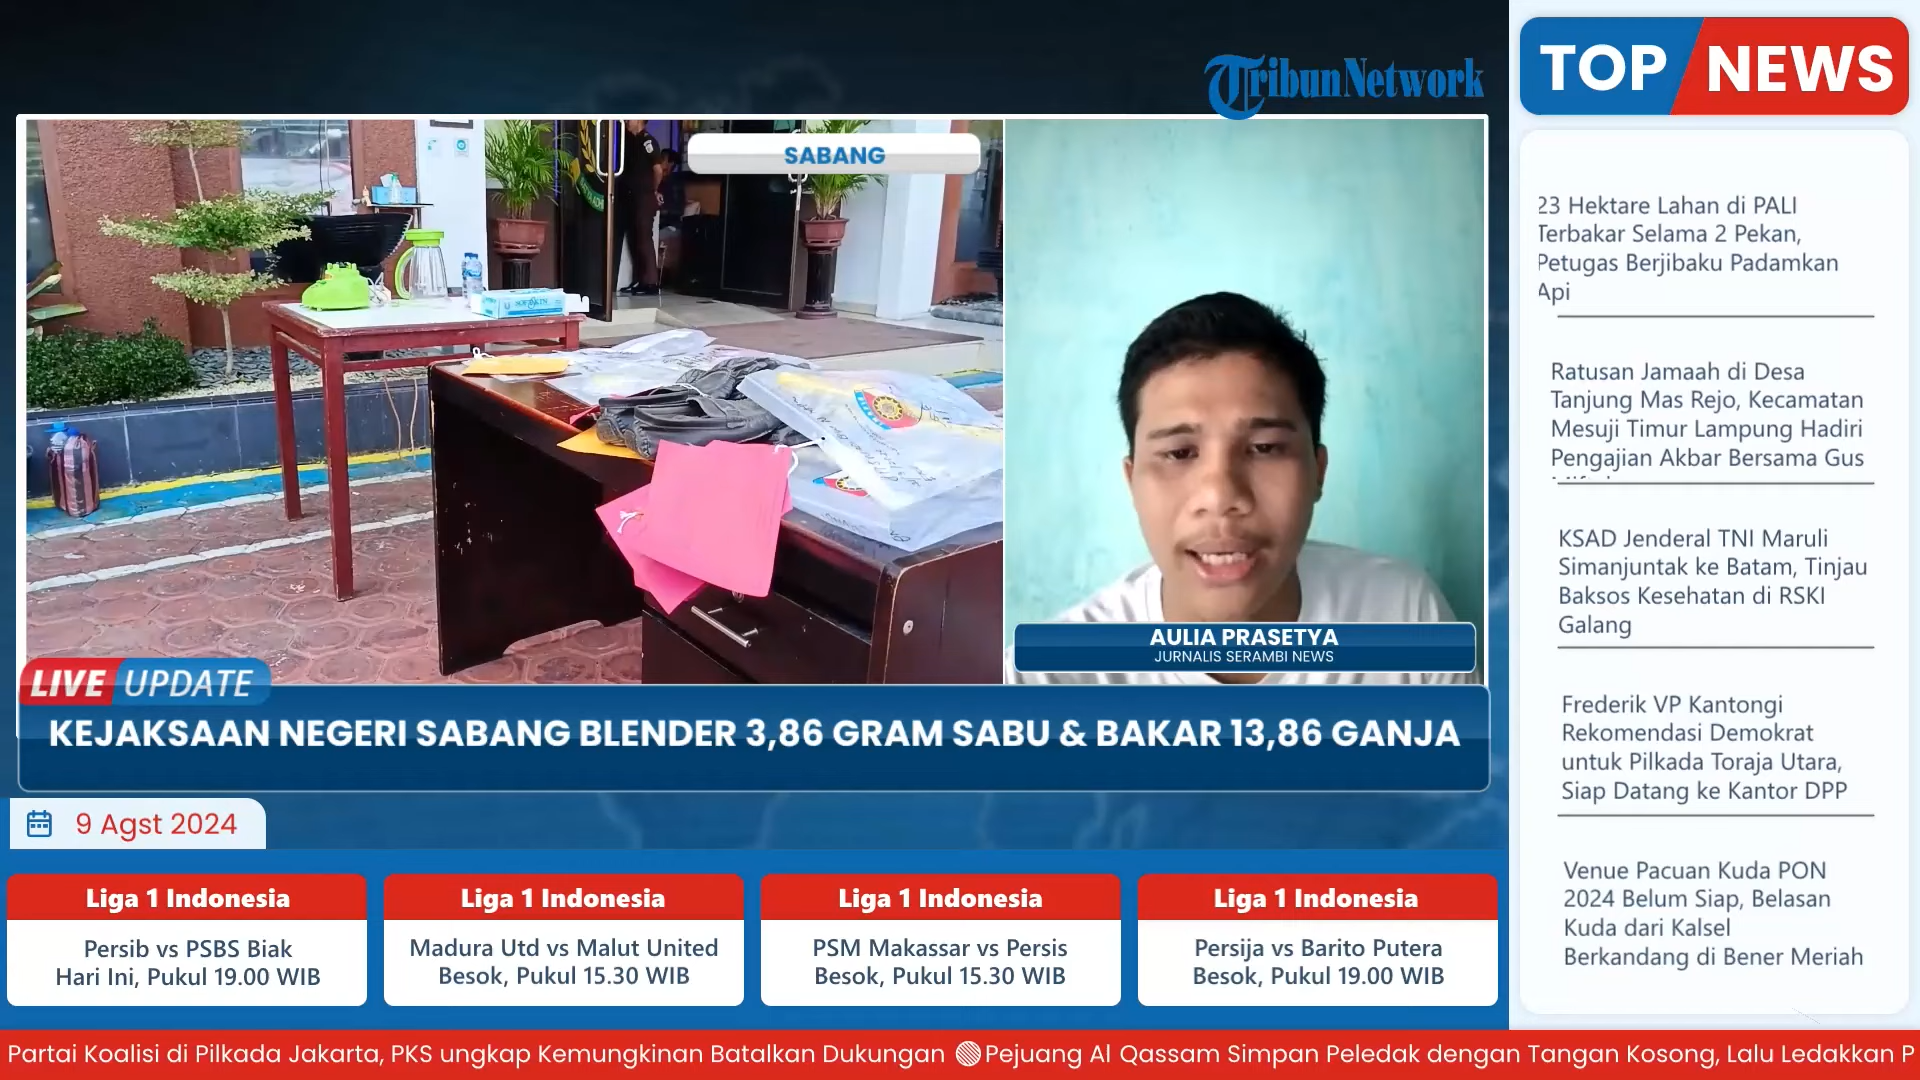 TribunNetwork
SABANG
AULIA PRASETYA
JURNALIS SERAMBI NEWS
LIVE UPDATE
KEJAKSAAN NEGERI SABANG BLENDER 3,86 GRAM SABU & BAKAR 13,86 GANJA
9 Agst 2024
Liga 1 Indonesia
Persib vs PSBS Biak
Hari Ini, Pukul 19.00 WIB
Liga 1 Indonesia
Madura Utd vs Malut United
Besok, Pukul 15.30 WIB
Liga 1 Indonesia
PSM Makassar vs Persis
Besok, Pukul 15.30 WIB
Liga 1 Indonesia
Persija vs Barito Putera
Besok, Pukul 19.00 WIB
TOP NEWS
23 Hektare Lahan di PALI
Terbakar Selama 2 Pekan,
Petugas Berjibaku Padamkan
Api
Ratusan Jamaah di Desa
Tanjung Mas Rejo, Kecamatan
Mesuji Timur Lampung Hadiri
Pengajian Akbar Bersama Gus
KSAD Jenderal TNI Maruli
Simanjuntak ke Batam, Tinjau
Baksos Kesehatan di RSKI
Galang
Frederik VP Kantongi
Rekomendasi Demokrat
untuk Pilkada Toraja Utara,
Siap Datang ke Kantor DPP
Venue Pacuan Kuda PON
2024 Belum Siap, Belasan
Kuda dari Kalsel
Berkandang di Bener Meriah
Partai Koalisi di Pilkada Jakarta, PKS ungkap Kemungkinan Batalkan Dukungan Pejuang Al Qassam Simpan Peledak dengan Tangan Kosong, Lalu Ledakkan P